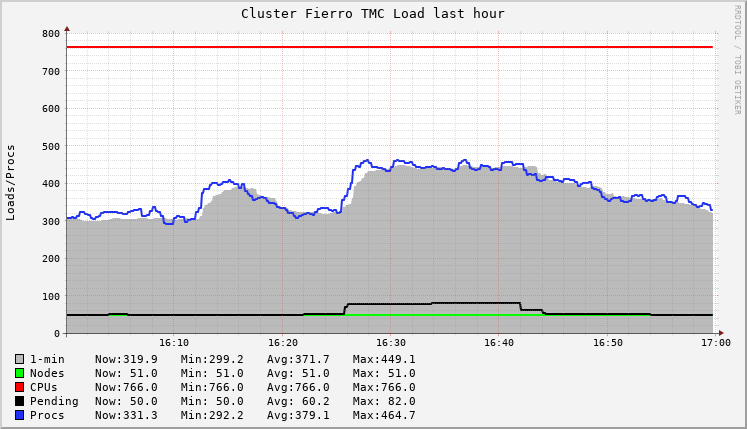 Cluster Fierro TMC Load last hour
RRDTOOL / TOBI OETIKER
Loads/Procs
800
700
600
500
400
300
200
100
0
16:10 16:20 16:30 16:40 16:50 17:00
1-min Now:319.9 Min:299.2 Avg:371.7 Max:449.1
Nodes Now: 51.0 Min: 51.0 Avg: 51.0 Max: 51.0
CPUs Now:766.0 Min:766.0 Avg:766.0 Max:766.0
Pending Now: 50.0 Min: 50.0 Avg: 60.2 Max: 82.0
Procs Now:331.3 Min:292.2 Avg:379.1 Max:464.7